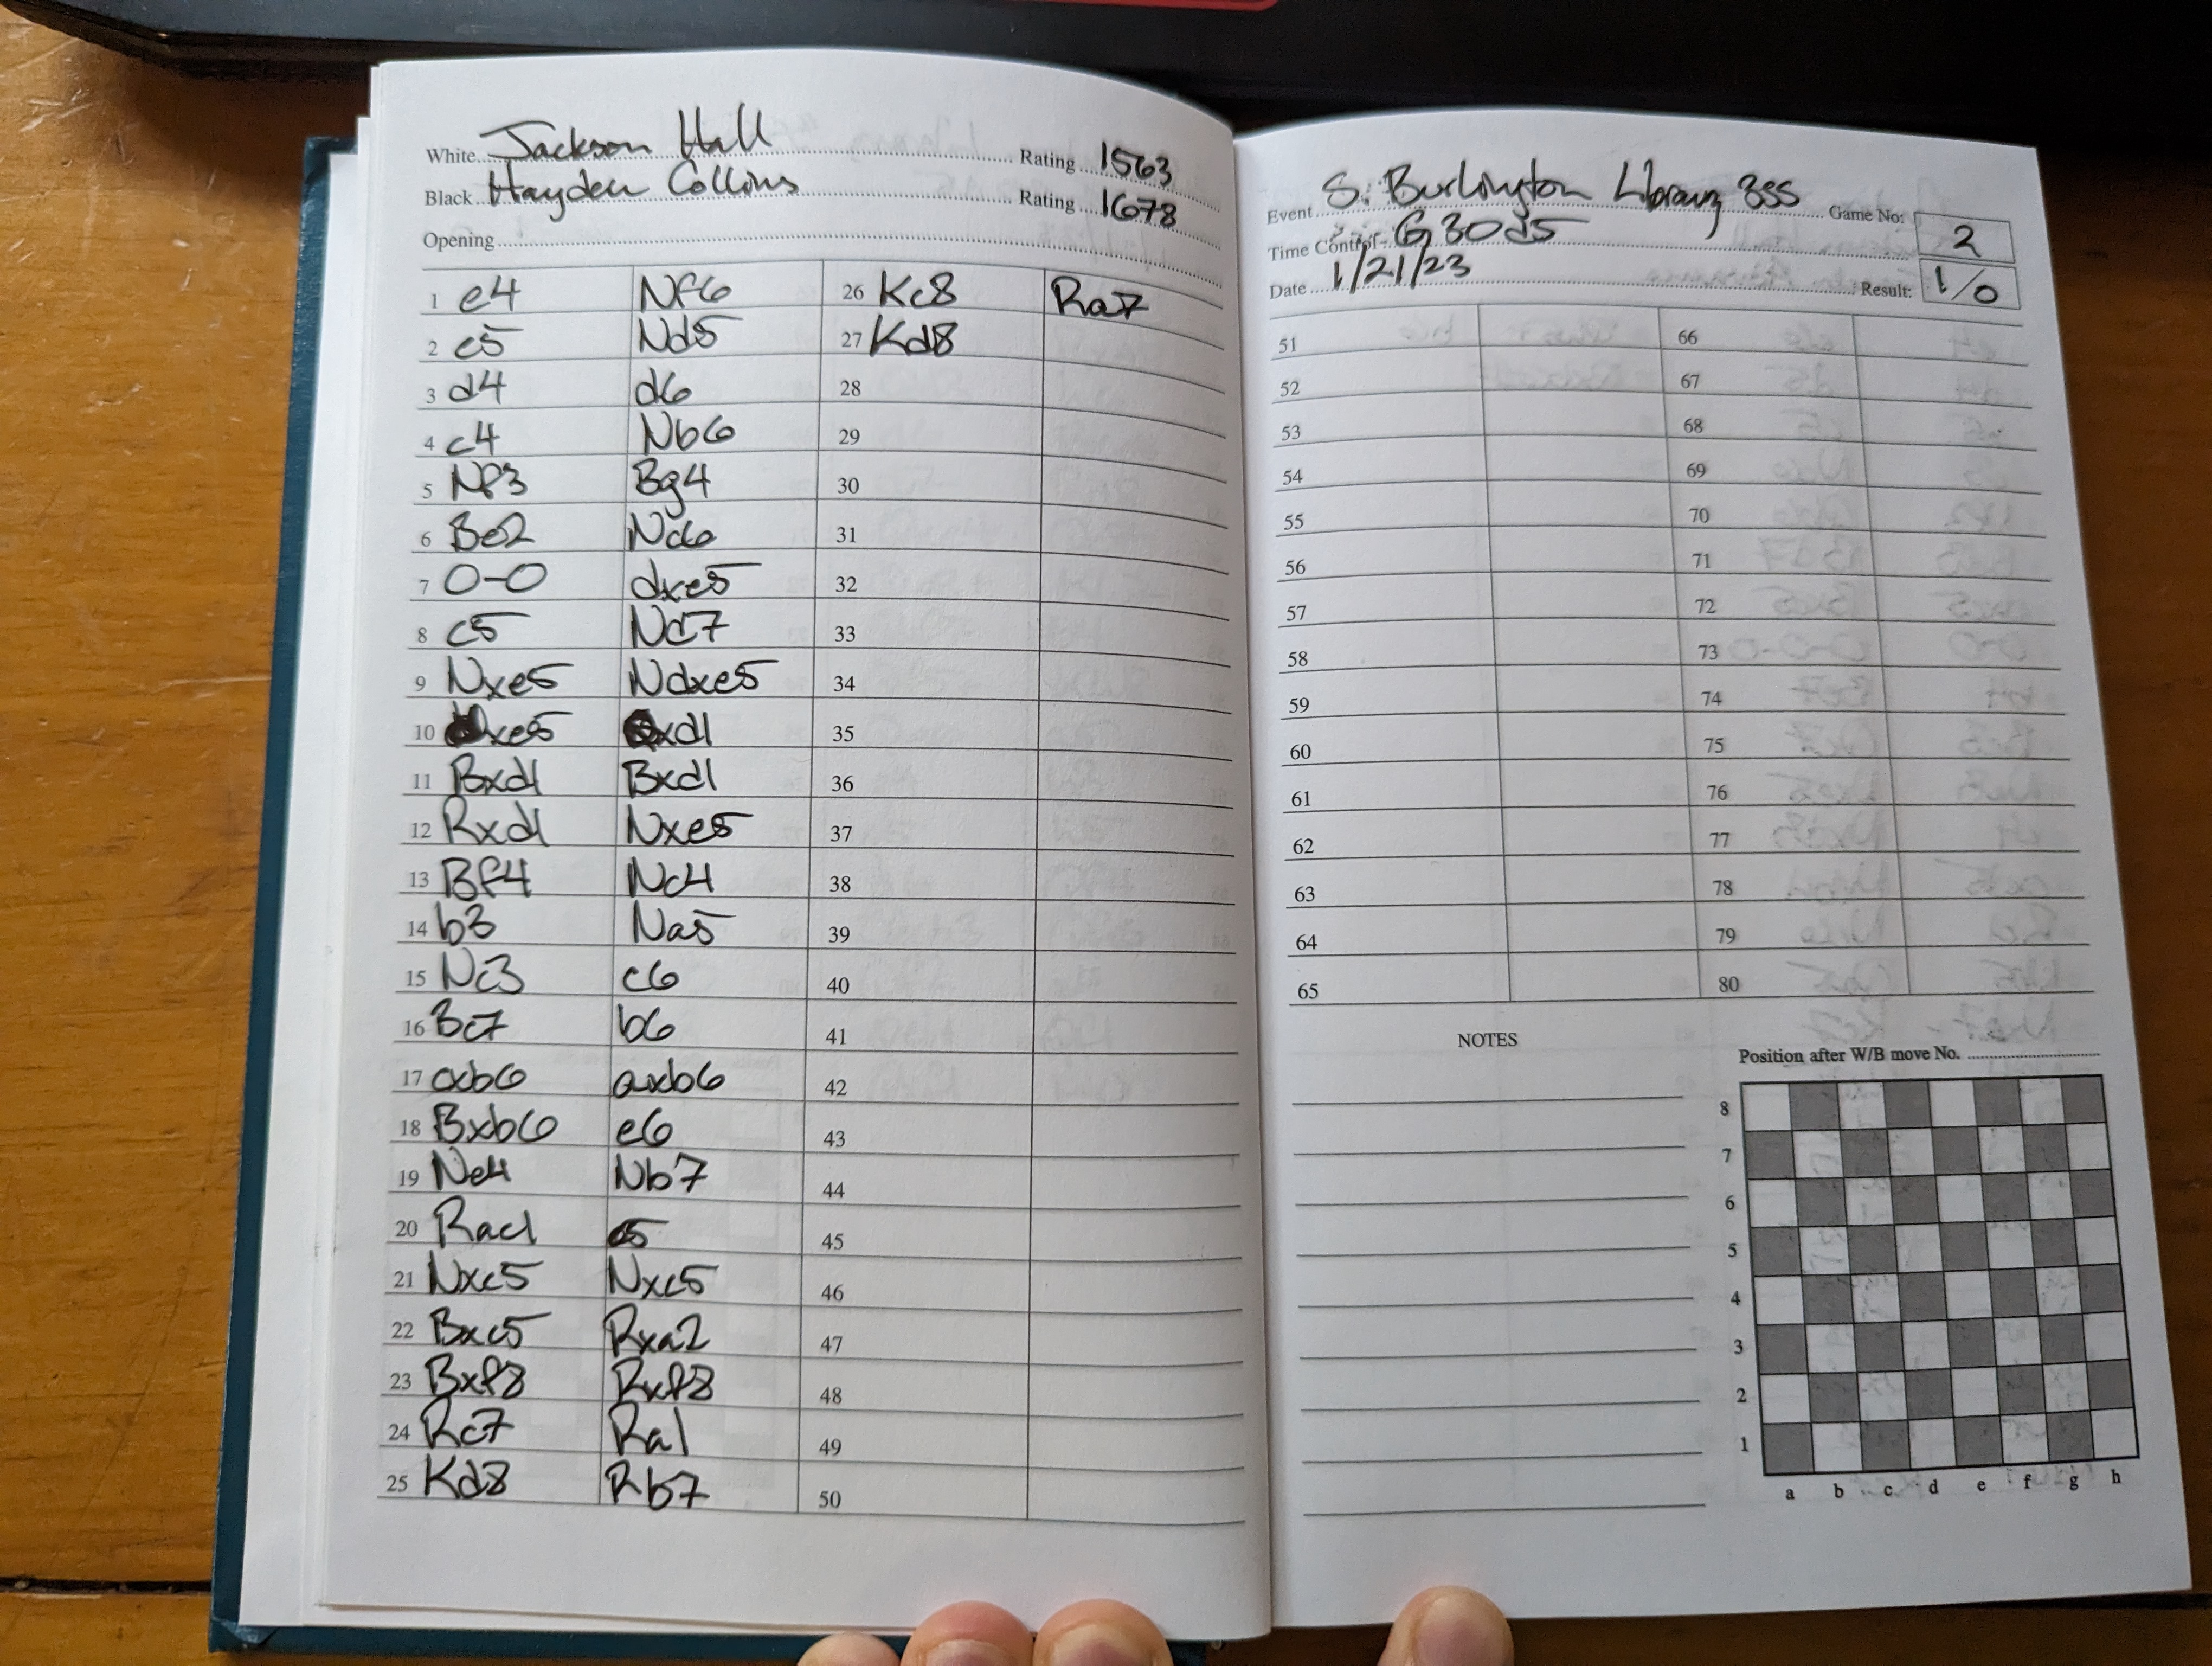 White Jackson Hall Rating 1563
Black Hayden Collins Rating 1678
Opening
1 e4 Nf6 26 Kc8 Ra7
2 e5 Nd5 27 Kd8
3 d4 d6 28
4 c4 Nb6 29
5 Nf3 Bg4 30
6 Be2 Nc6 31
7 O-O dxe5 32
8 c5 Nd7 33
9 Nxe5 Ndxe5 34
10 dxe5 Qxd1 35
11 Bxd1 Bxd1 36
12 Rxd1 Nxe5 37
13 Bf4 Nc4 38
14 b3 Na5 39
15 Nc3 c6 40
16 Bc7 b6 41
17 cxb6 axb6 42
18 Bxb6 e6 43
19 Ne4 Nb7 44
20 Rac1 c5 45
21 Nxc5 Nxc5 46
22 Bxc5 Rxa2 47
23 Bxf8 Rxf8 48
24 Rc7 Ra1 49
25 Kd8 Rb7 50
Event S. Burlington Library 3SS Game No: 2
Time Control G30d5
Date 1/21/23 Result: 1/0
51 66
52 67
53 68
54 69
55 70
56 71
57 72
58 73
59 74
60 75
61 76
62 77
63 78
64 79
65 80
NOTES
Position after W/B move No.
8
7
6
5
4
3
2
1
a b c d e f g h